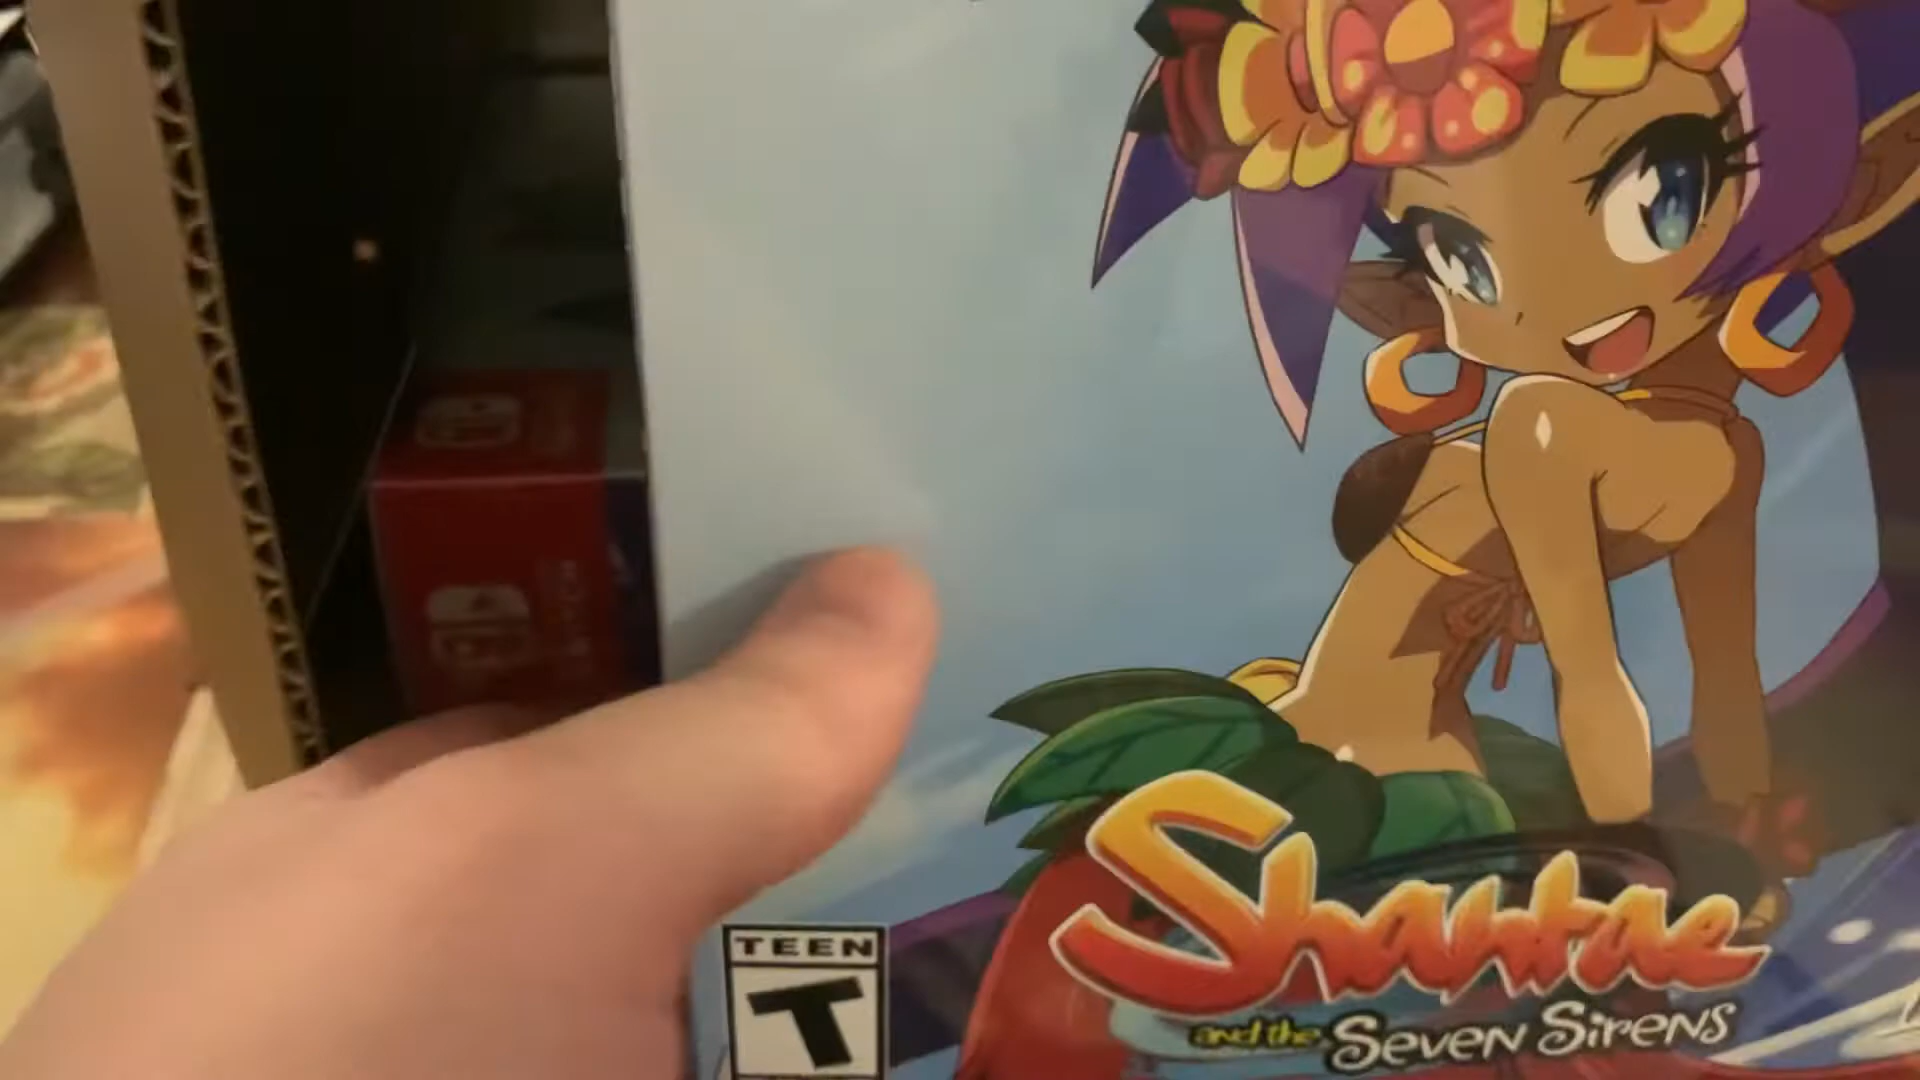 TEEN
T
Shantae
and the Seven Sirens